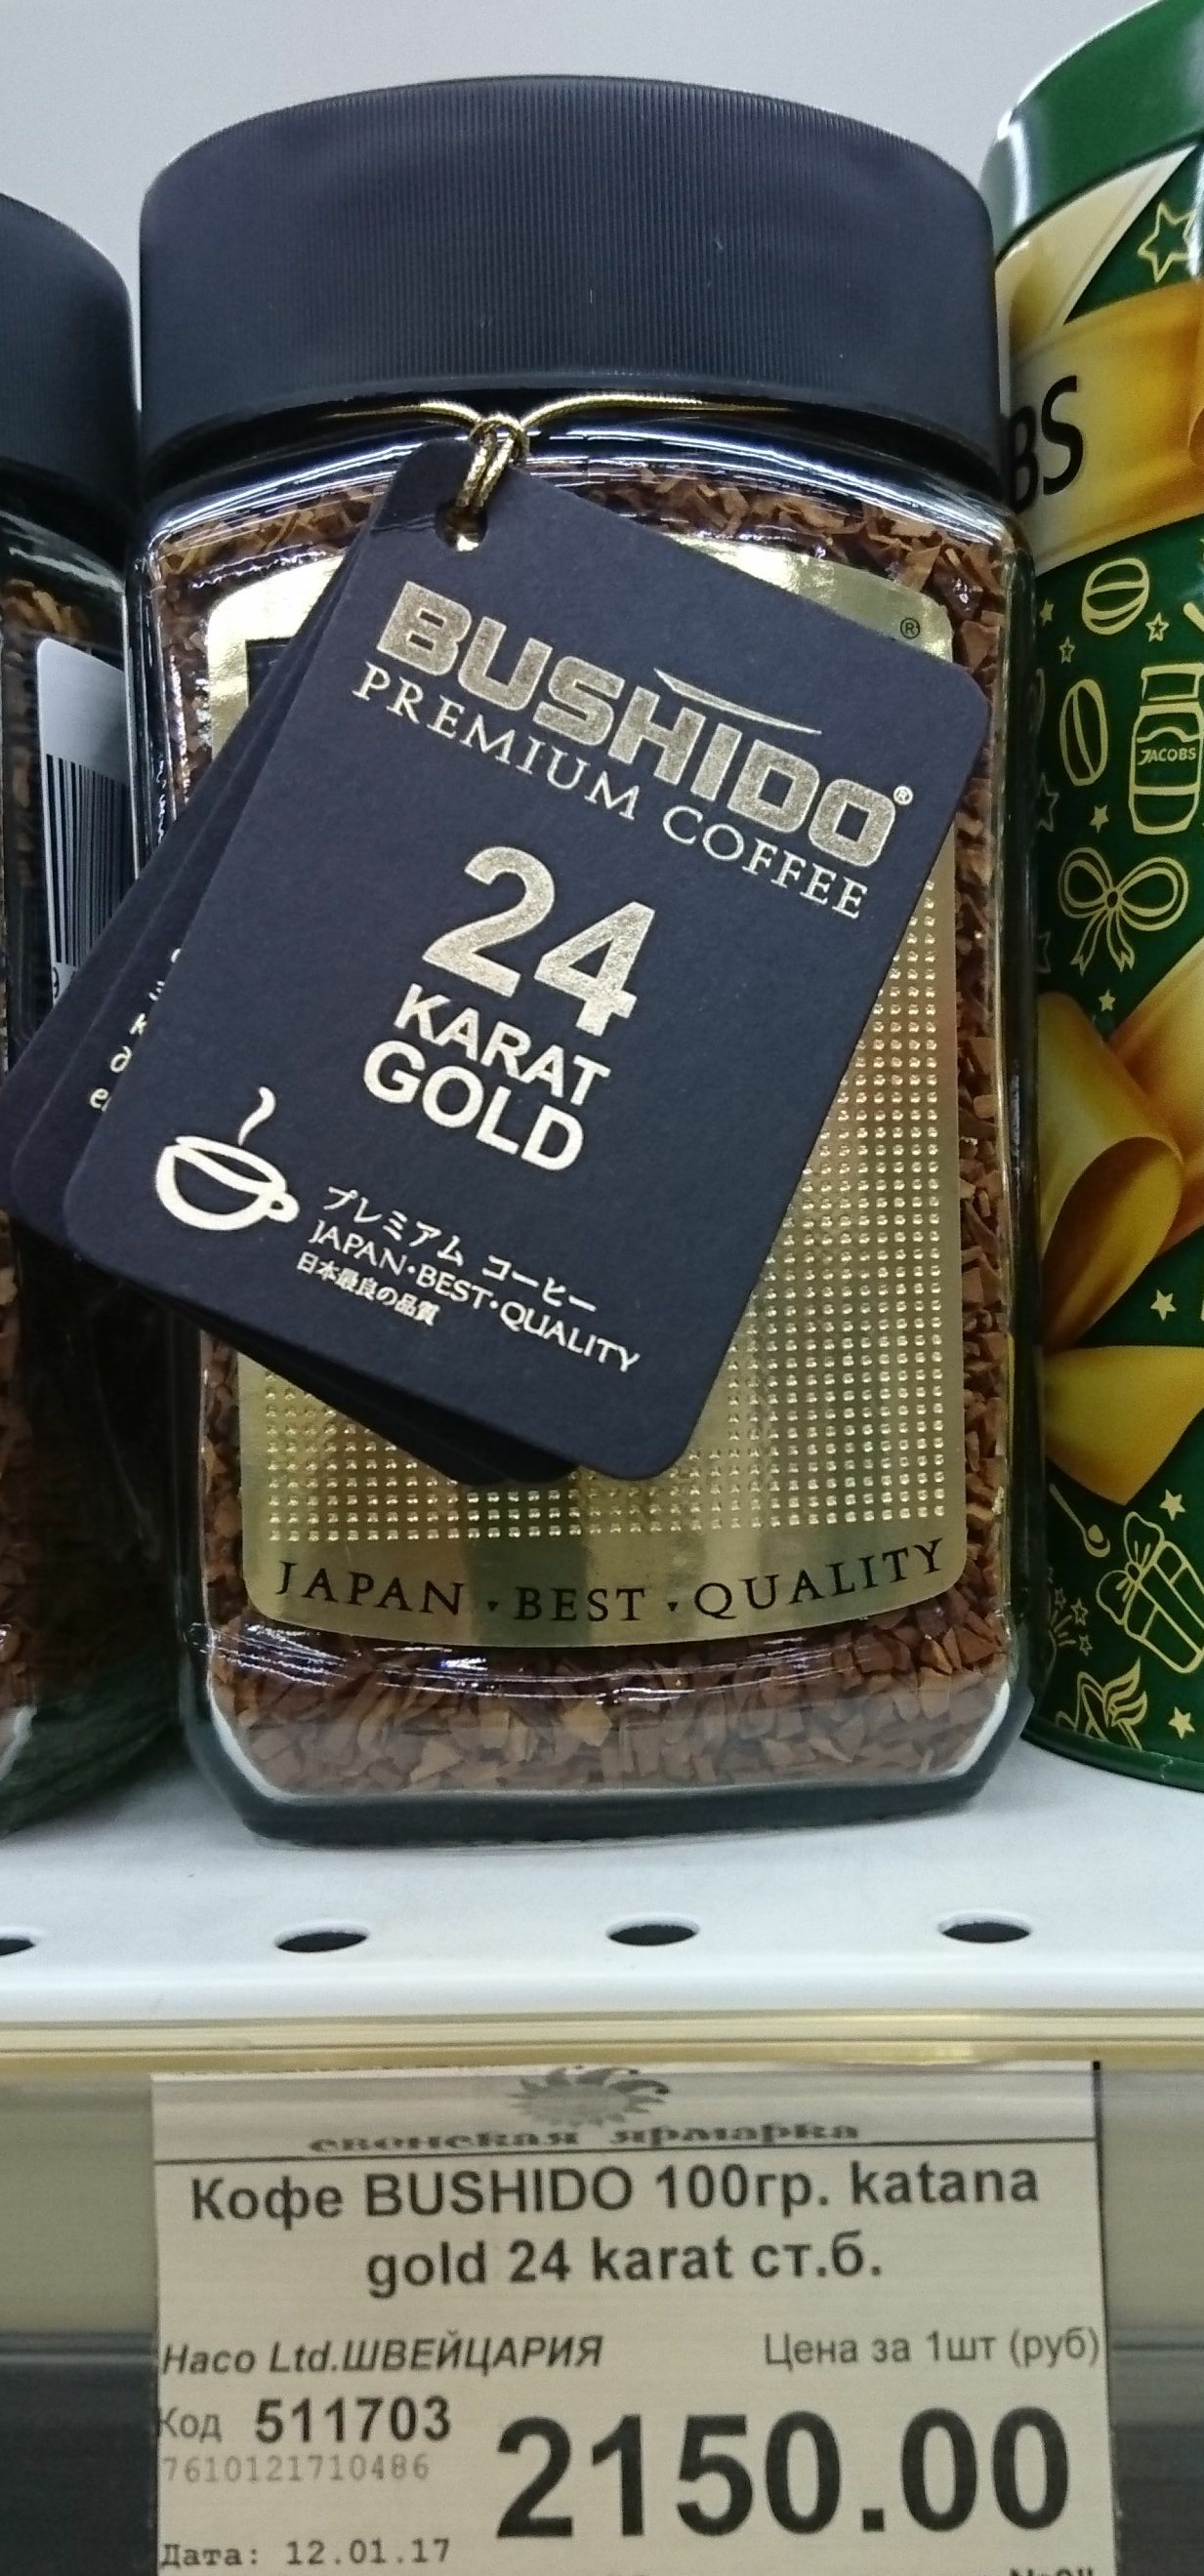 BS
®
BUSHIDO®
PREMIUM COFFEE
24
KARAT
GOLD
プレミアム コーヒー
JAPAN·BEST·QUALITY
日本最良の品質
JACOBS
JAPAN · BEST · QUALITY
евенская ярмарка
Кофе BUSHIDO 100гр. katana
gold 24 karat ст.б.
Haco Ltd.ШВЕЙЦАРИЯ Цена за 1шт (руб)
Код 511703
2150.00
7610121710486
Дата: 12.01.17